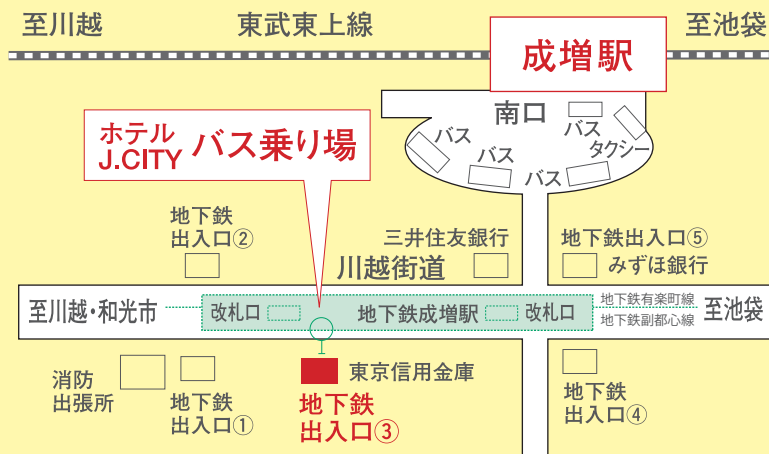 至川越
東武東上線
至池袋
成増駅
南口
バス
バス
バス
タクシー
バス
ホテル
J.CITY
バス乗り場
地下鉄
出入口②
三井住友銀行
地下鉄出入口⑤
みずほ銀行
川越街道
至川越・和光市
改札口
地下鉄成増駅
改札口
地下鉄有楽町線
地下鉄副都心線
至池袋
消防
出張所
地下鉄
出入口①
東京信用金庫
地下鉄
出入口③
地下鉄
出入口④